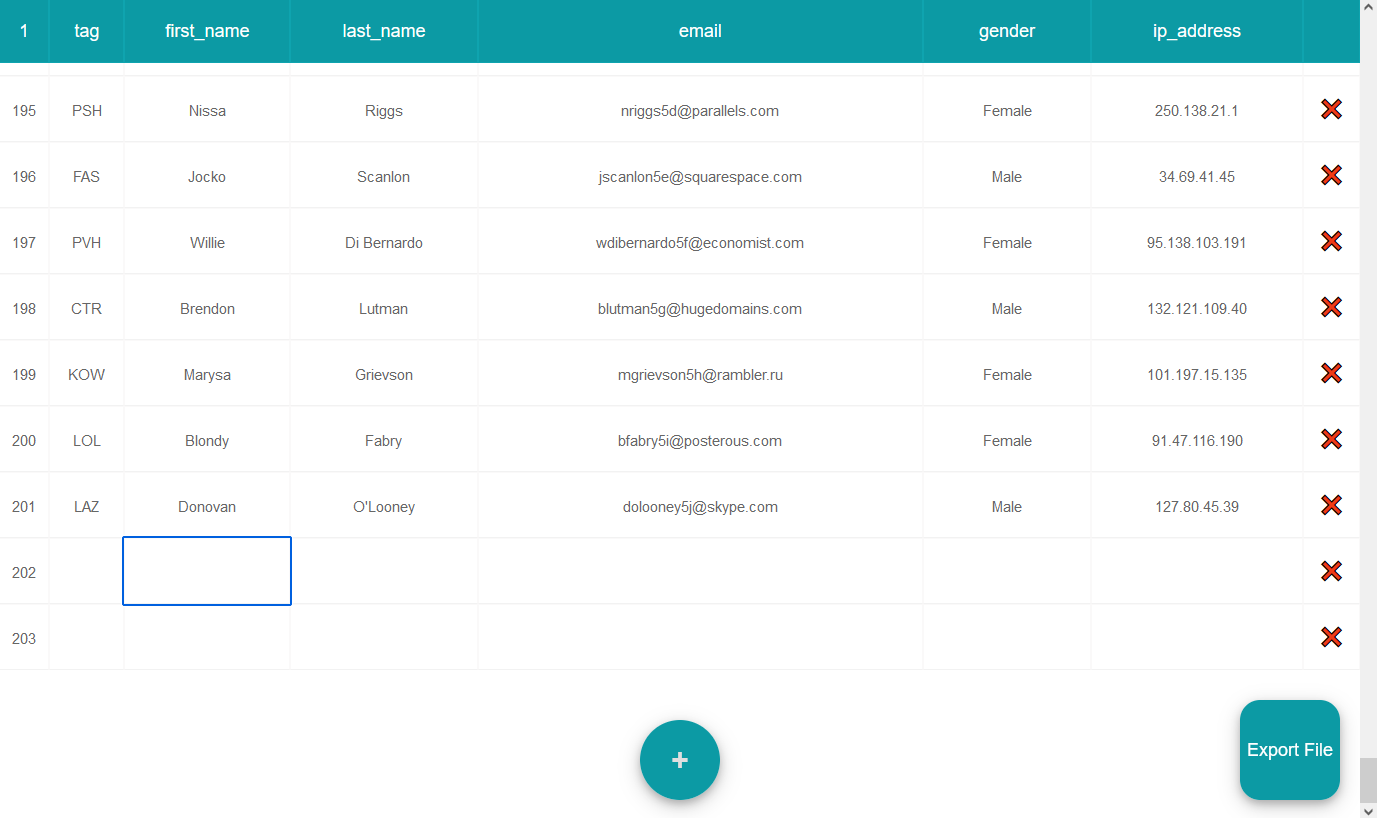 1 tag first_name last_name email gender ip_address
195 PSH Nissa Riggs nriggs5d@parallels.com Female 250.138.21.1
196 FAS Jocko Scanlon jscanlon5e@squarespace.com Male 34.69.41.45
197 PVH Willie Di Bernardo wdibernardo5f@economist.com Female 95.138.103.191
198 CTR Brendon Lutman blutman5g@hugedomains.com Male 132.121.109.40
199 KOW Marysa Grievson mgrievson5h@rambler.ru Female 101.197.15.135
200 LOL Blondy Fabry bfabry5i@posterous.com Female 91.47.116.190
201 LAZ Donovan O'Looney dolooney5j@skype.com Male 127.80.45.39
202
203
+
Export File